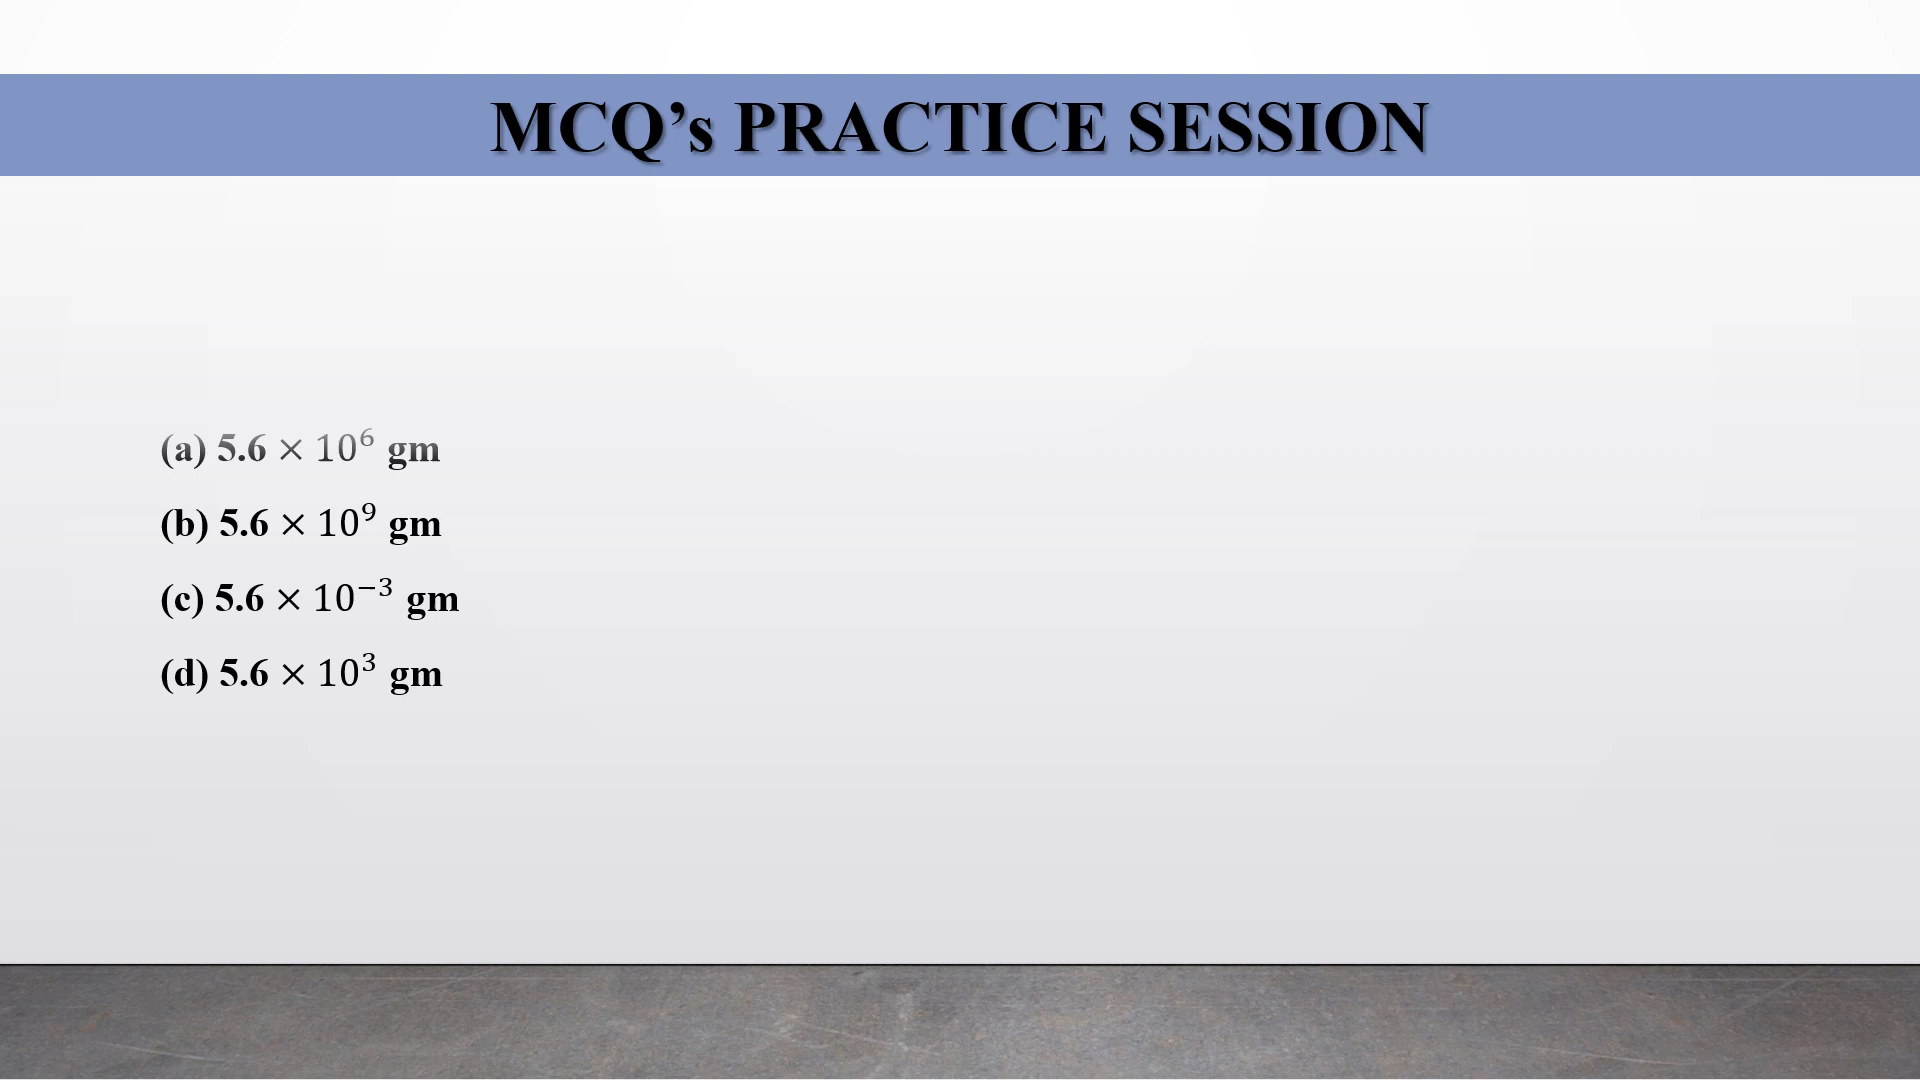 MCQ’s PRACTICE SESSION
(a) 5.6 × 10⁶ gm
(b) 5.6 × 10⁹ gm
(c) 5.6 × 10⁻³ gm
(d) 5.6 × 10³ gm